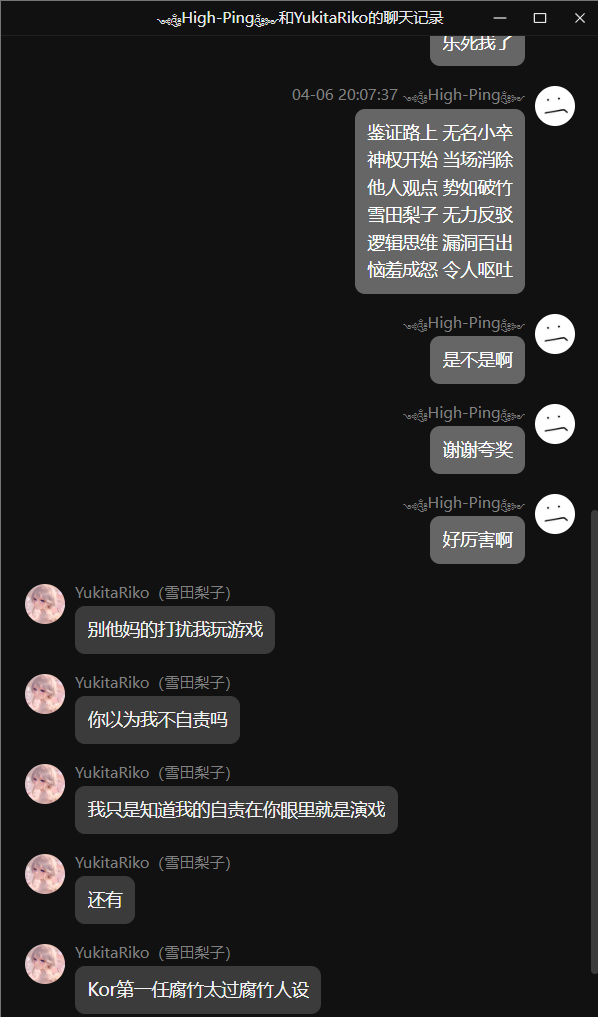 High-Ping和YukitaRiko的聊天记录
乐死我了
04-06 20:07:37 High-Ping
鉴证路上 无名小卒
神权开始 当场消除
他人观点 势如破竹
雪田梨子 无力反驳
逻辑思维 漏洞百出
恼羞成怒 令人呕吐
High-Ping
是不是啊
High-Ping
谢谢夸奖
High-Ping
好厉害啊
YukitaRiko（雪田梨子）
别他妈的打扰我玩游戏
YukitaRiko（雪田梨子）
你以为我不自责吗
YukitaRiko（雪田梨子）
我只是知道我的自责在你眼里就是演戏
YukitaRiko（雪田梨子）
还有
YukitaRiko（雪田梨子）
Kor第一任腐竹太过腐竹人设